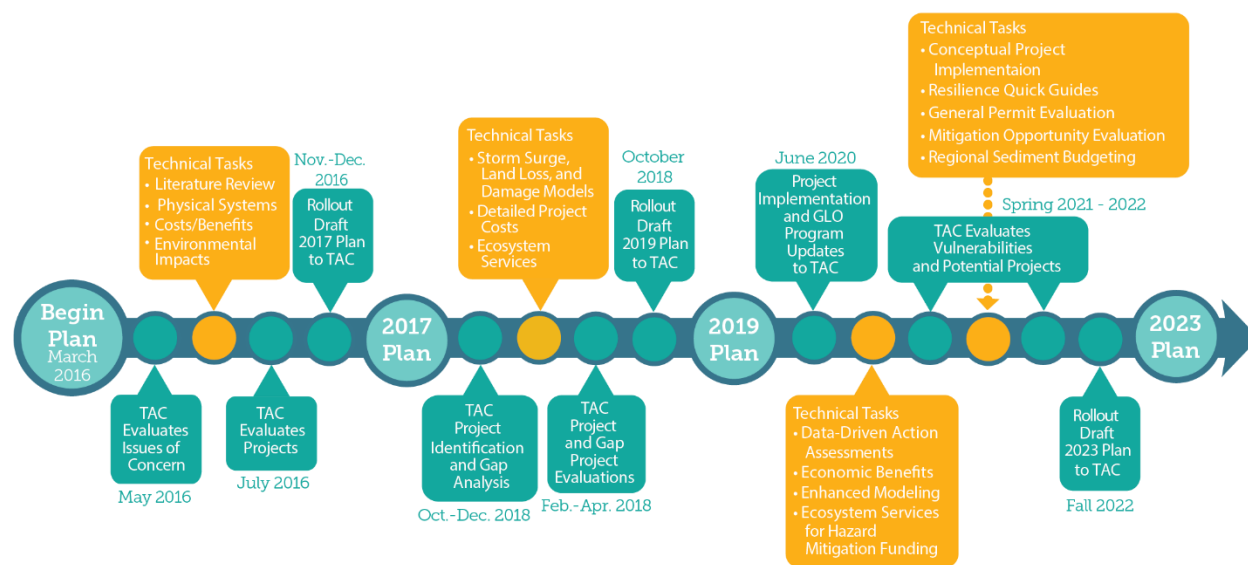 Begin
Plan
March
2016
TAC
Evaluates
Issues of
Concern
May 2016
Technical Tasks
• Literature Review
• Physical Systems
• Costs/Benefits
• Environmental
Impacts
TAC
Evaluates
Projects
July 2016
Nov.-Dec.
2016
Rollout
Draft
2017 Plan
to TAC
2017
Plan
TAC
Project
Identification
and Gap
Analysis
Oct.-Dec. 2018
Technical Tasks
• Storm Surge,
Land Loss, and
Damage Models
• Detailed Project
Costs
• Ecosystem
Services
TAC
Project
and Gap
Project
Evaluations
Feb.-Apr. 2018
October
2018
Rollout
Draft
2019 Plan
to TAC
2019
Plan
June 2020
Project
Implementation
and GLO
Program
Updates
to TAC
Technical Tasks
• Data-Driven Action
Assessments
• Economic Benefits
• Enhanced Modeling
• Ecosystem Services
for Hazard
Mitigation Funding
Technical Tasks
• Conceptual Project
Implementaion
• Resilience Quick Guides
• General Permit Evaluation
• Mitigation Opportunity Evaluation
• Regional Sediment Budgeting
Spring 2021 - 2022
TAC Evaluates
Vulnerabilities
and Potential Projects
Rollout
Draft
2023 Plan
to TAC
Fall 2022
2023
Plan